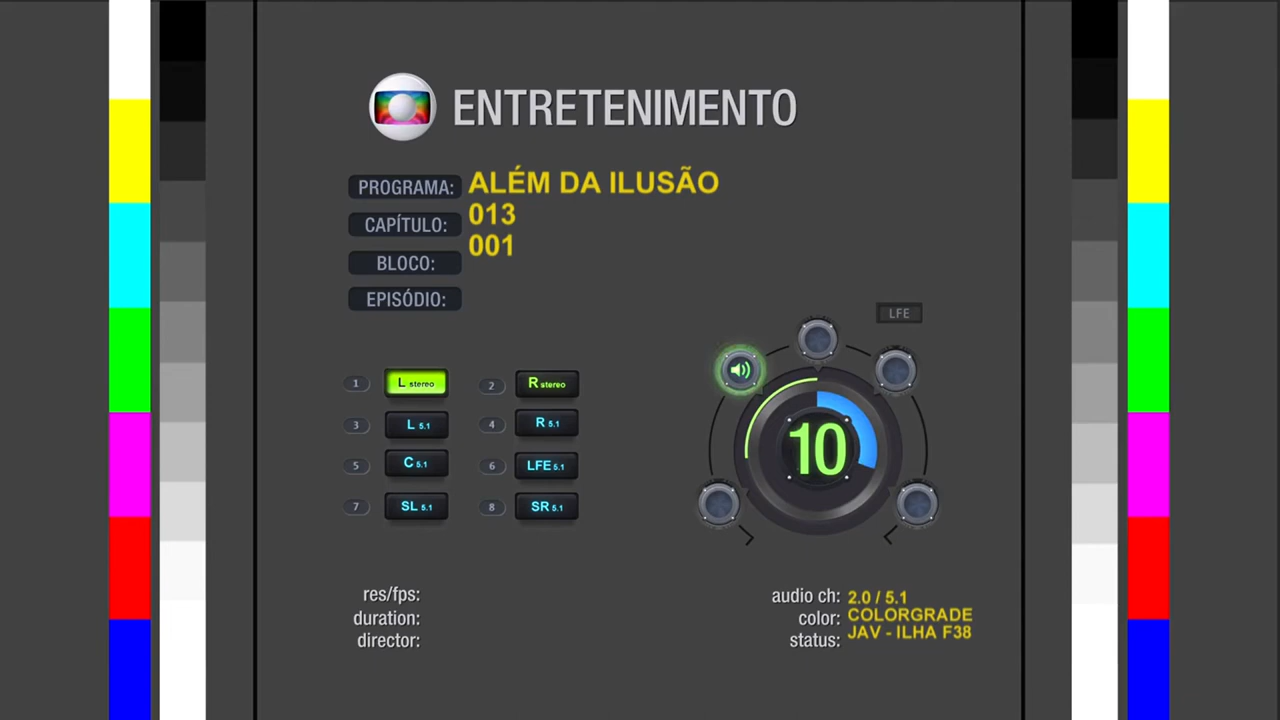 ENTRETENIMENTO
PROGRAMA: ALÉM DA ILUSÃO
CAPÍTULO: 013
BLOCO: 001
EPISÓDIO:
LFE
1 L stereo 2 R stereo
3 L 5.1 4 R 5.1
5 C 5.1 6 LFE 5.1
7 SL 5.1 8 SR 5.1
10
res/fps:
duration:
director:
audio ch: 2.0 / 5.1
color: COLORGRADE
status: JAV - ILHA F38